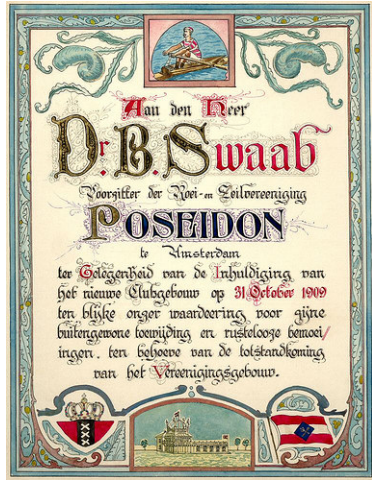 Aan den Heer
Dr. B. Swaab
Voorzitter der Roei- en Zeilvereeniging
POSEIDON
te Amsterdam
ter Gelegenheid van de Inhuldiging van
het nieuwe Clubgebouw op 31 October 1909
ten blijke onzer waardeering voor zijne
buitengewone toewijding en rustelooze bemoei/
ingen, ten behoeve van de totstandkoming
van het Vereenigingsgebouw.